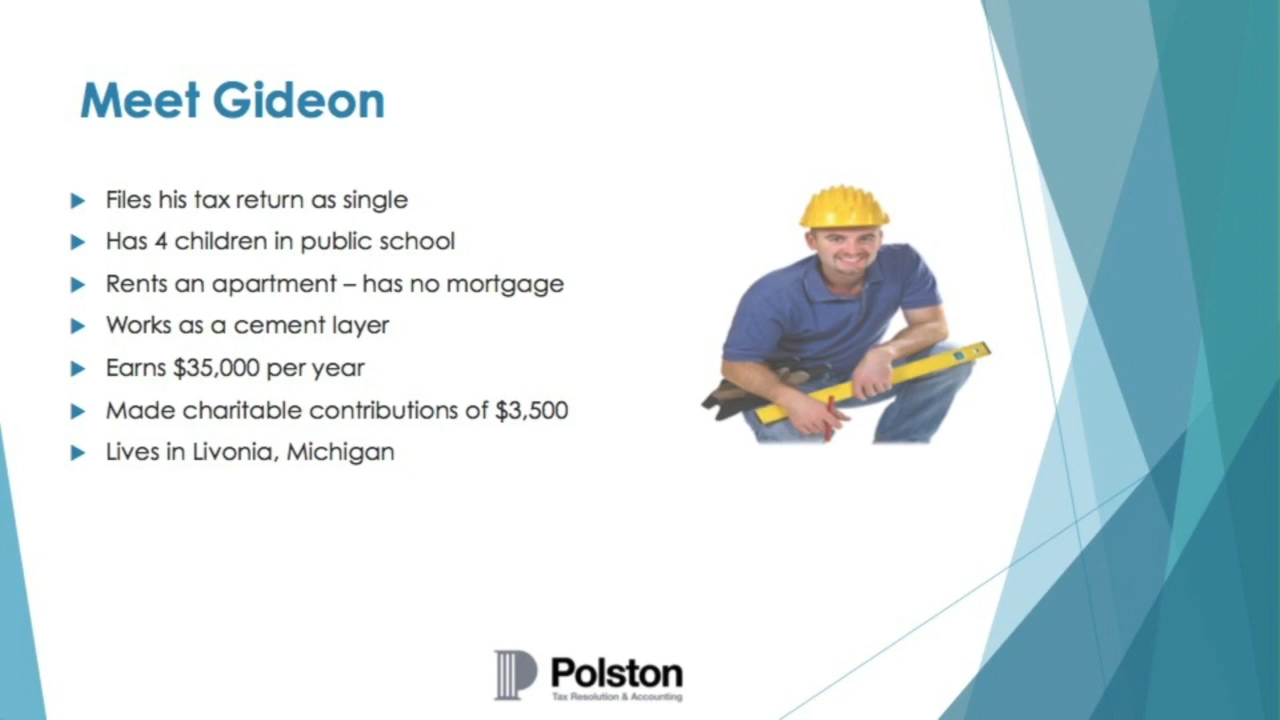 Meet Gideon
Files his tax return as single
Has 4 children in public school
Rents an apartment – has no mortgage
Works as a cement layer
Earns $35,000 per year
Made charitable contributions of $3,500
Lives in Livonia, Michigan
Polston
Tax Resolution & Accounting